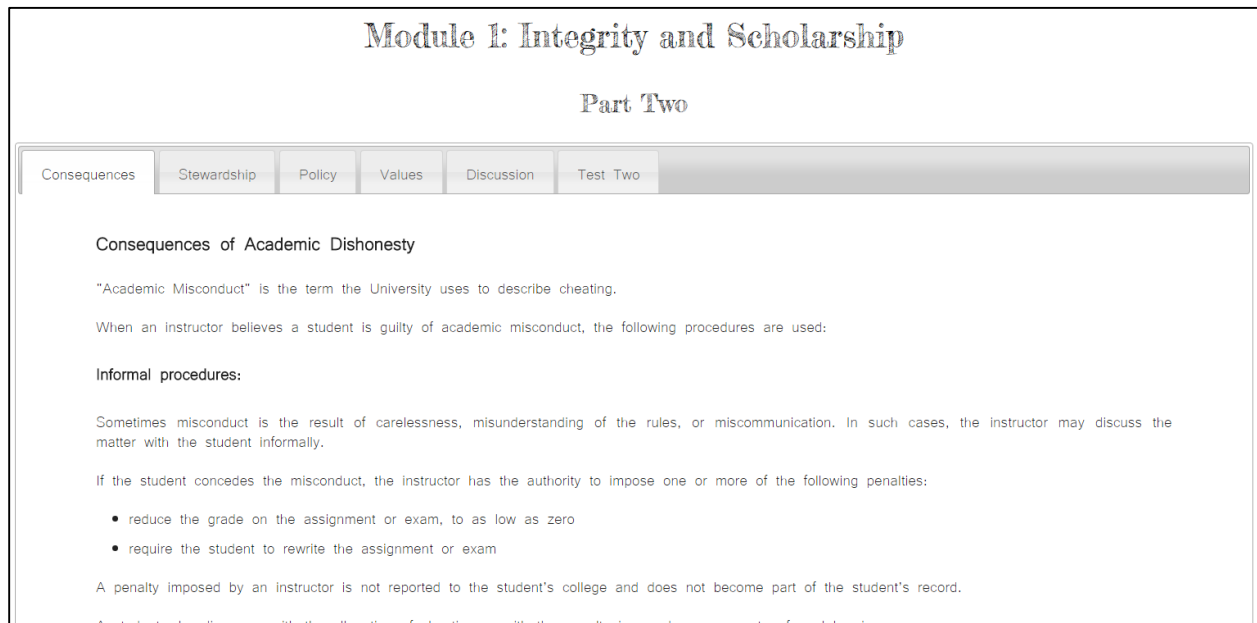 Module 1: Integrity and Scholarship
Part Two
Consequences Stewardship Policy Values Discussion Test Two
Consequences of Academic Dishonesty
"Academic Misconduct" is the term the University uses to describe cheating.
When an instructor believes a student is guilty of academic misconduct, the following procedures are used:
Informal procedures:
Sometimes misconduct is the result of carelessness, misunderstanding of the rules, or miscommunication. In such cases, the instructor may discuss the
matter with the student informally.
If the student concedes the misconduct, the instructor has the authority to impose one or more of the following penalties:
• reduce the grade on the assignment or exam, to as low as zero
• require the student to rewrite the assignment or exam
A penalty imposed by an instructor is not reported to the student's college and does not become part of the student's record.